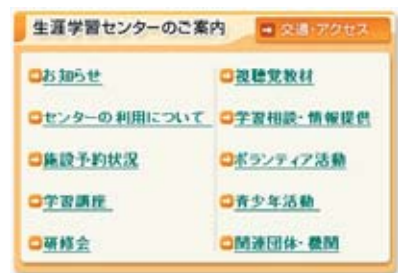 生涯学習センターのご案内
交通・アクセス
お知らせ
視聴覚教材
センターの利用について
学習相談・情報提供
施設予約状況
ボランティア活動
学習講座
青少年活動
研修会
関連団体・機関